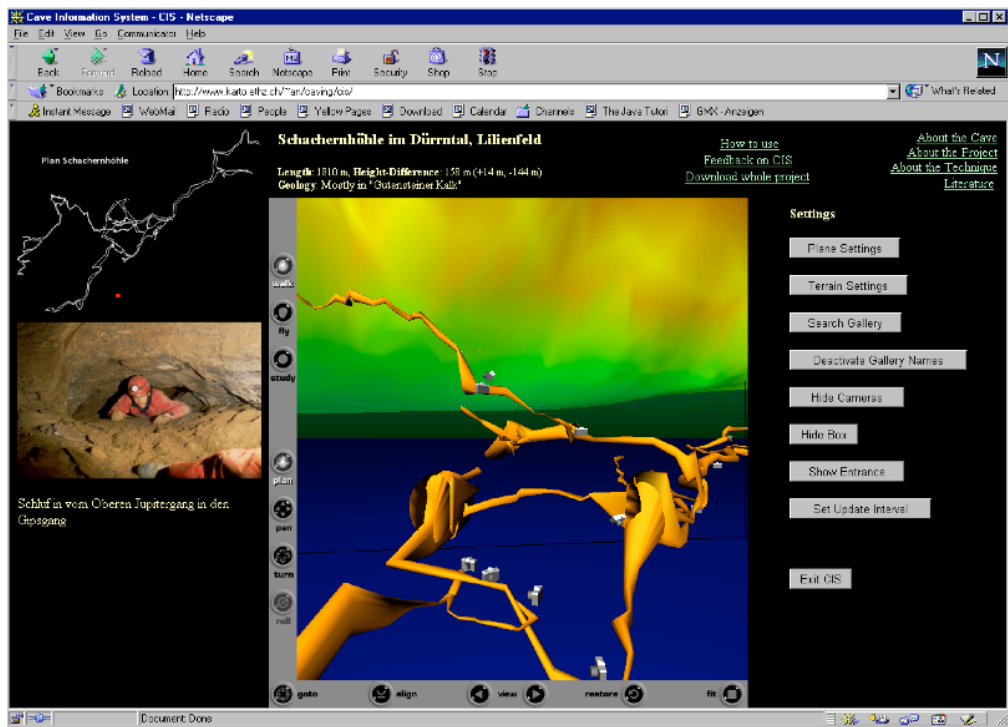 Cave Information System - CIS - Netscape
File Edit View Go Communicator Help
Back Forward Reload Home Search Netscape Print Security Shop Stop
Bookmarks Location: http://www.karto.ethz.ch/~an/caving/cis/ What's Related
Instant Message WebMail Radio People Yellow Pages Download Calendar Channels The Java Tutori GMX - Anzeigen
Plan Schachernhöhle
Schachernhöhle im Dürrntal, Lilienfeld
Length: 1810 m, Height-Difference: 158 m (+14 m, -144 m)
Geology: Mostly in "Gutensteiner Kalk"
How to use
Feedback on CIS
Download whole project
About the Cave
About the Project
About the Technique
Literature
walk
fly
study
plan
pan
turn
roll
goto align view restore fit
Schluf in vom Oberen Jupitergang in den
Gipsgang
Settings
Plane Settings
Terrain Settings
Search Gallery
Deactivate Gallery Names
Hide Cameras
Hide Box
Show Entrance
Set Update Interval
Exit CIS
Document Done